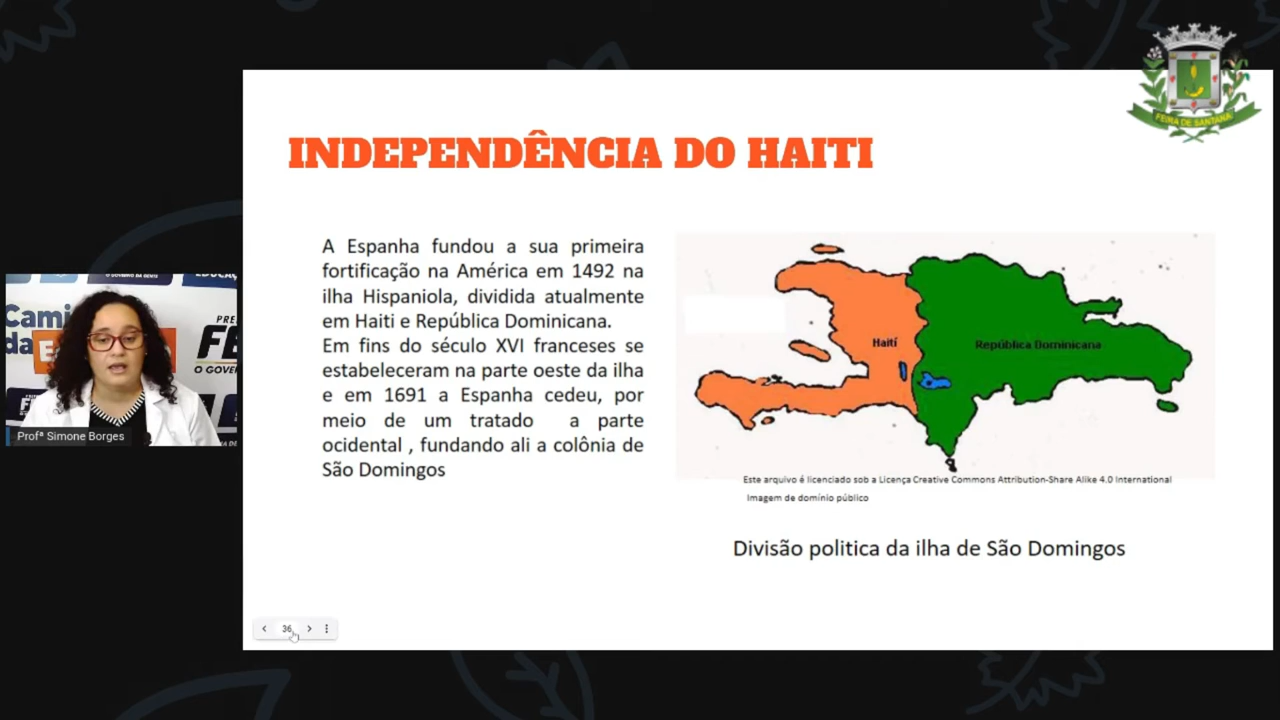 FEIRA DE SANTANA
INDEPENDÊNCIA DO HAITI
A Espanha fundou a sua primeira
fortificação na América em 1492 na
ilha Hispaniola, dividida atualmente
em Haiti e República Dominicana.
Em fins do século XVI franceses se
estabeleceram na parte oeste da ilha
e em 1691 a Espanha cedeu, por
meio de um tratado a parte
ocidental , fundando ali a colônia de
São Domingos
Haití
República Dominicana
Este arquivo é licenciado sob a Licença Creative Commons Attribution-Share Alike 4.0 International
Imagem de domínio público
Divisão politica da ilha de São Domingos
Profª Simone Borges
36